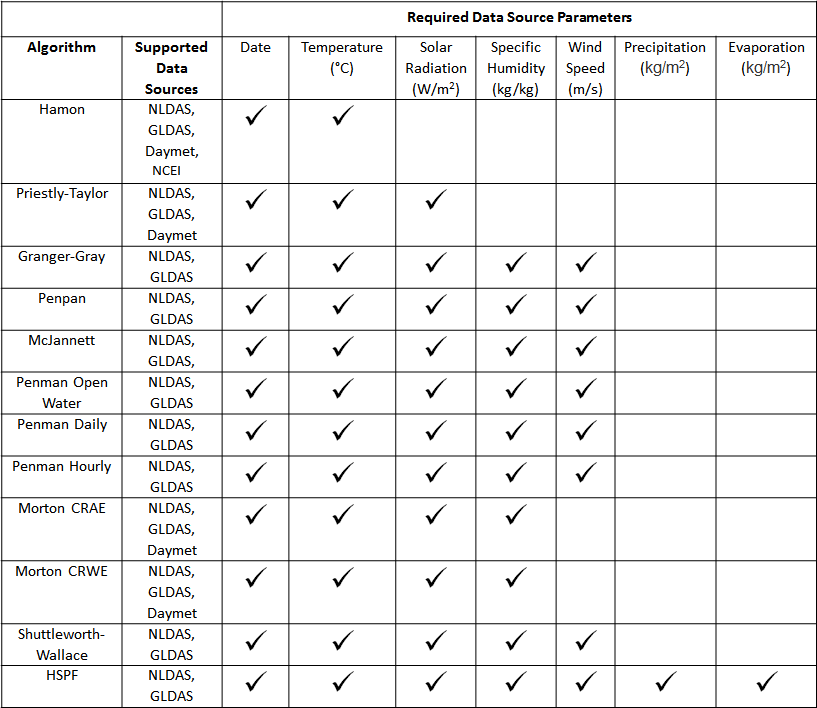 Required Data Source Parameters
Algorithm
Supported
Data
Sources
Date
Temperature
(°C)
Solar
Radiation
(W/m²)
Specific
Humidity
(kg/kg)
Wind
Speed
(m/s)
Precipitation
(kg/m²)
Evaporation
(kg/m²)
Hamon
NLDAS,
GLDAS,
Daymet,
NCEI
✓ ✓
Priestly-Taylor
NLDAS,
GLDAS,
Daymet
✓ ✓ ✓
Granger-Gray
NLDAS,
GLDAS
✓ ✓ ✓ ✓ ✓
Penpan
NLDAS,
GLDAS
✓ ✓ ✓ ✓ ✓
McJannett
NLDAS,
GLDAS,
✓ ✓ ✓ ✓ ✓
Penman Open
Water
NLDAS,
GLDAS
✓ ✓ ✓ ✓ ✓
Penman Daily
NLDAS,
GLDAS
✓ ✓ ✓ ✓ ✓
Penman Hourly
NLDAS,
GLDAS
✓ ✓ ✓ ✓ ✓
Morton CRAE
NLDAS,
GLDAS,
Daymet
✓ ✓ ✓ ✓
Morton CRWE
NLDAS,
GLDAS,
Daymet
✓ ✓ ✓ ✓
Shuttleworth-
Wallace
NLDAS,
GLDAS
✓ ✓ ✓ ✓ ✓
HSPF
NLDAS,
GLDAS
✓ ✓ ✓ ✓ ✓ ✓ ✓